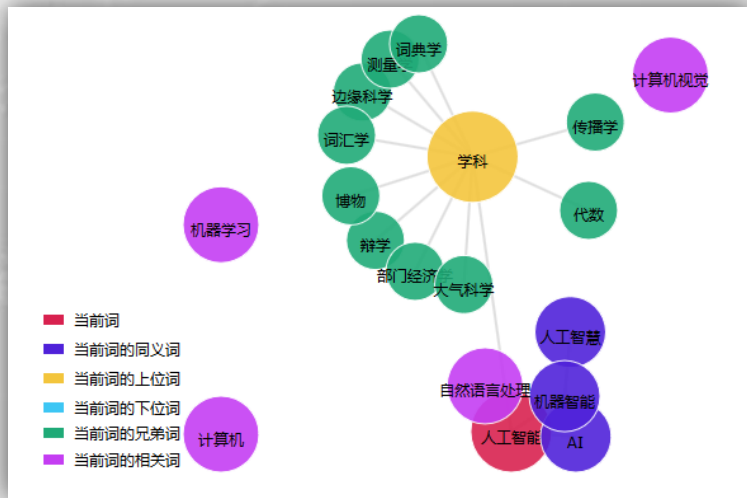 词典学
测量学
计算机视觉
边缘科学
传播学
词汇学
学科
博物
代数
机器学习
辩学
部门经济学
大气科学
当前词
人工智慧
当前词的同义词
当前词的上位词
自然语言处理
机器智能
当前词的下位词
当前词的兄弟词
计算机
人工智能
AI
当前词的相关词